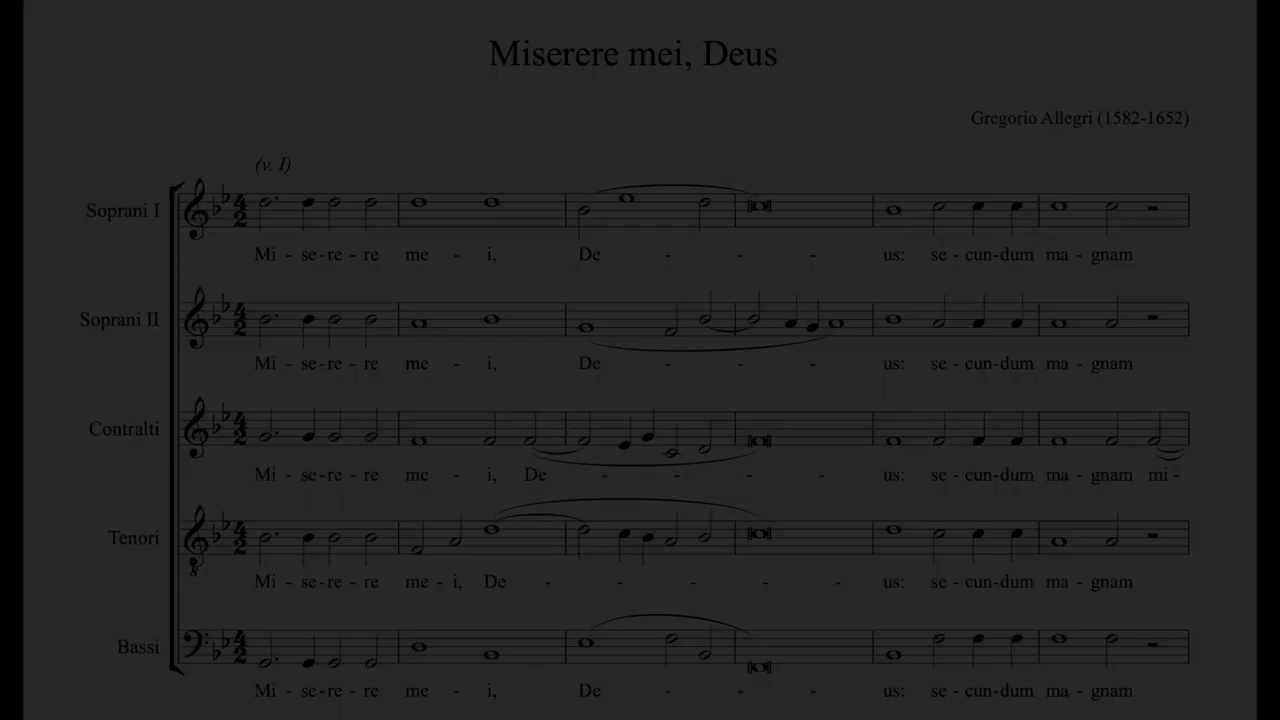 Miserere mei, Deus
Gregorio Allegri (1582-1652)
(v. I)
Soprani I
Mi - se - re - re me - i, De - - - - us: se - cun - dum ma - gnam
Soprani II
Mi - se - re - re me - i, De - - - - us: se - cun - dum ma - gnam
Contralti
Mi - se - re - re me - i, De - - - - - us: se - cun - dum ma - gnam mi -
Tenori
8
Mi - se - re - re me - i, De - - - - - us: se - cun - dum ma - gnam
Bassi
Mi - se - re - re me - i, De - - - - us: se - cun - dum ma - gnam